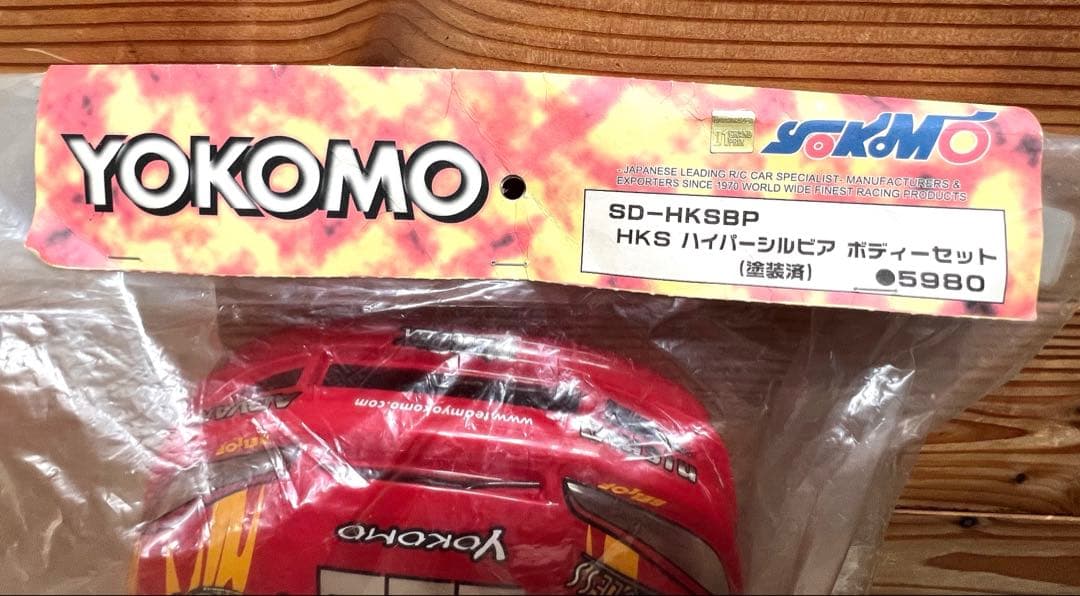 YOKOMO
YOKOMO
- JAPANESE LEADING R/C CAR SPECIALIST- MANUFACTURERS &
EXPORTERS SINCE 1970 WORLD WIDE FINEST RACING PRODUCTS
SD-HKSBP
HKS ハイパーシルビア ボディーセット
(塗装済) ●5980
ADVAN
www.teamyokomo.com
YOKOMO